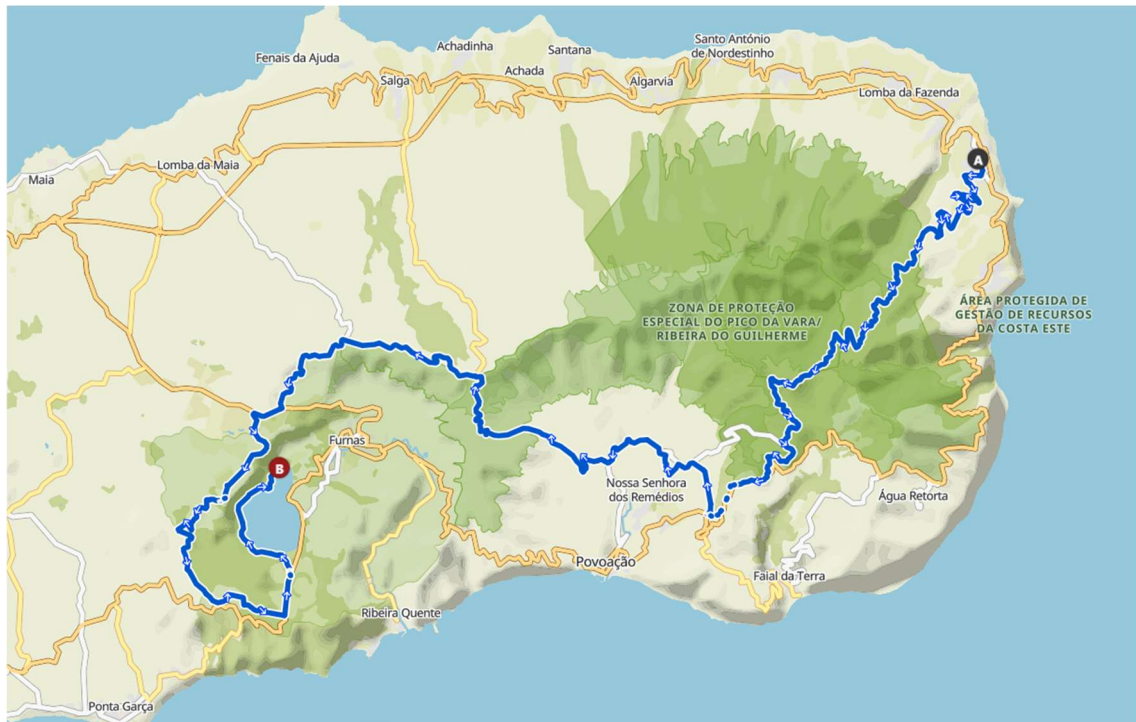 Santo António
de Nordestinho
Achadinha
Santana
Fenais da Ajuda
Achada
Salga
Algarvia
Lomba da Fazenda
Lomba da Maia
A
Maia
ZONA DE PROTEÇÃO
ESPECIAL DO PICO DA VARA/
RIBEIRA DO GUILHERME
ÁREA PROTEGIDA DE
GESTÃO DE RECURSOS
DA COSTA ESTE
Furnas
B
Nossa Senhora
dos Remédios
Água Retorta
Povoação
Faial da Terra
Ribeira Quente
Ponta Garça